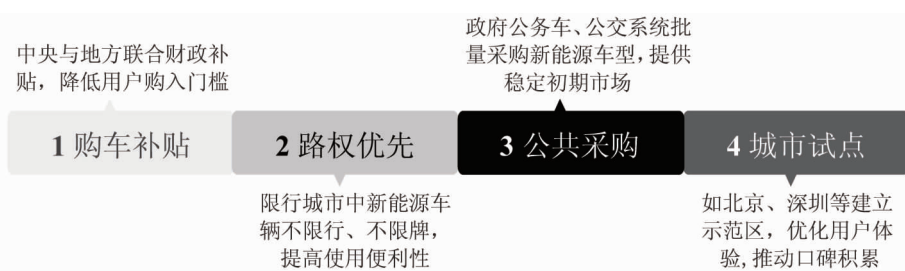 中央与地方联合财政补
贴，降低用户购入门槛
政府公务车、公交系统批
量采购新能源车型,提供
稳定初期市场
1 购车补贴
2 路权优先
3 公共采购
4 城市试点
限行城市中新能源车
辆不限行、不限牌，
提高使用便利性
如北京、深圳等建立
示范区，优化用户体
验,推动口碑积累